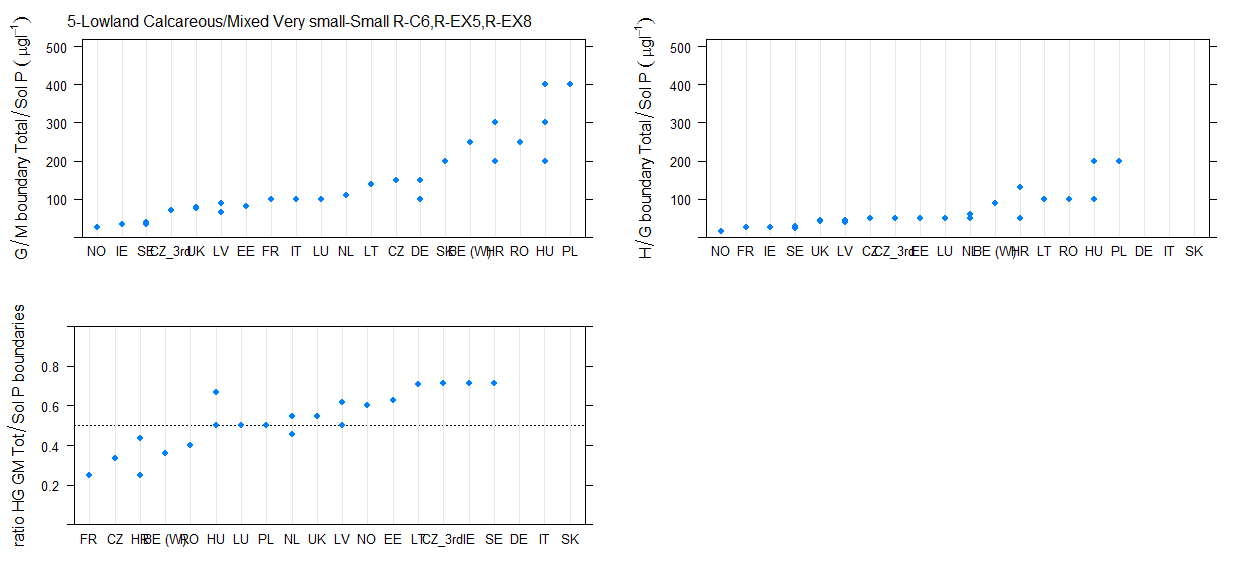 5-Lowland Calcareous/Mixed Very small-Small R-C6,R-EX5,R-EX8
G/M boundary Total/Sol P ( μgl⁻¹)
500
400
300
200
100
NO IE SE CZ_3rd UK LV EE FR IT LU NL LT CZ DE SK BE (W) HR RO HU PL
H/G boundary Total/Sol P ( μgl⁻¹)
500
400
300
200
100
NO FR IE SE UK LV CZ CZ_3rd EE LU NL BE (W) HR LT RO HU PL DE IT SK
ratio HG GM Tot/Sol P boundaries
0.8
0.6
0.4
0.2
FR CZ HR BE (W) RO HU LU PL NL UK LV NO EE LT CZ_3rd IE SE DE IT SK